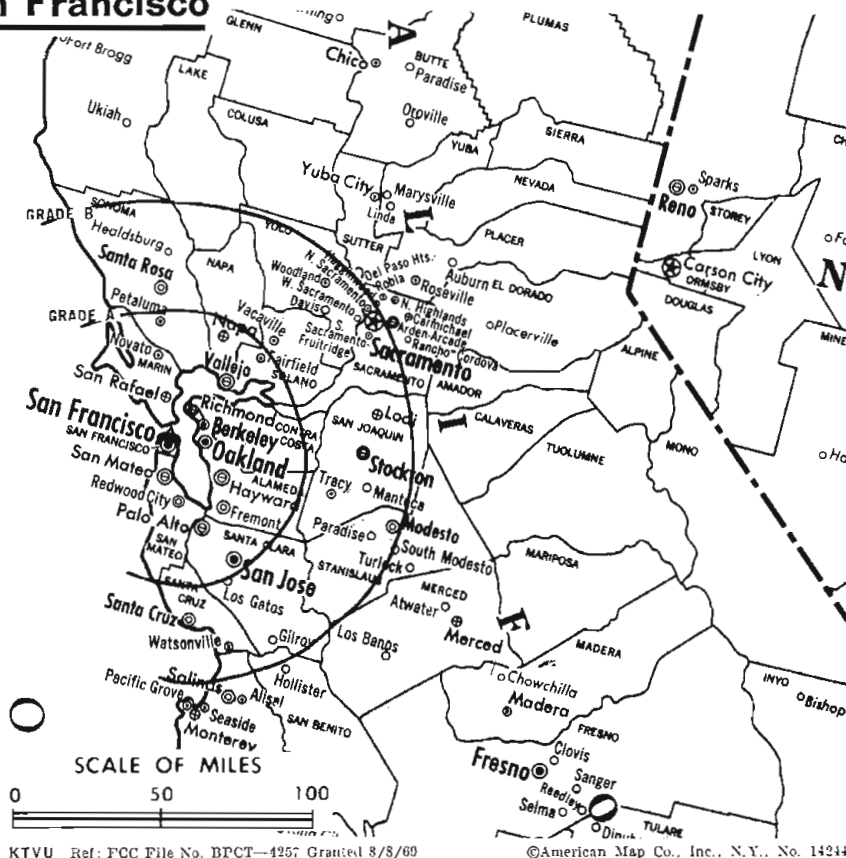 n Francisco
GLENN
PLUMAS
Fort Bragg
BUTTE
Chico
Paradise
LAKE
A
Ukiah
COLUSA
Oroville
YUBA
SIERRA
Yuba City
Marysville
Linda
NEVADA
Sparks
Reno
STOREY
GRADE B
SONOMA
YOLO
L
SUTTER
PLACER
Healdsburg
Santa Rosa
NAPA
Woodland
N. Sacramento
Del Paso Hts.
Robla
Auburn
EL DORADO
Roseville
LYON
Carson City
ORMSBY
N
W. Sacramento
Davis
N. Highlands
Carmichael
Arden-Arcade
Rancho Cordova
DOUGLAS
Petaluma
GRADE A
Napa
Vacaville
S. Sacramento-
Fruitridge
Sacramento
Placerville
Novato
MARIN
Vallejo
Fairfield
SOLANO
SACRAMENTO
AMADOR
ALPINE
MINE
San Rafael
San Francisco
SAN FRANCISCO
Richmond
CONTRA
COSTA
Berkeley
Oakland
Lodi
SAN JOAQUIN
I
CALAVERAS
TUOLUMNE
MONO
San Mateo
ALAMEDA
Hayward
Stockton
Tracy
Manteca
Redwood City
Fremont
Palo Alto
SAN
MATEO
SANTA CLARA
Paradise
Modesto
South Modesto
Turlock
STANISLAUS
MARIPOSA
San Jose
SANTA
CRUZ
Los Gatos
MERCED
Atwater
Merced
F
Santa Cruz
Watsonville
Gilroy
Los Banos
MADERA
Salinas
Alisal
Hollister
Chowchilla
Madera
INYO
Bishop
Pacific Grove
Seaside
Monterey
SAN BENITO
FRESNO
O
SCALE OF MILES
0 50 100
Clovis
Fresno
Sanger
Reedley
Selma
O
TULARE
KTVU Ref: FCC File No. BPCT—4257 Granted 8/8/69
©American Map Co., Inc., N.Y., No. 14244